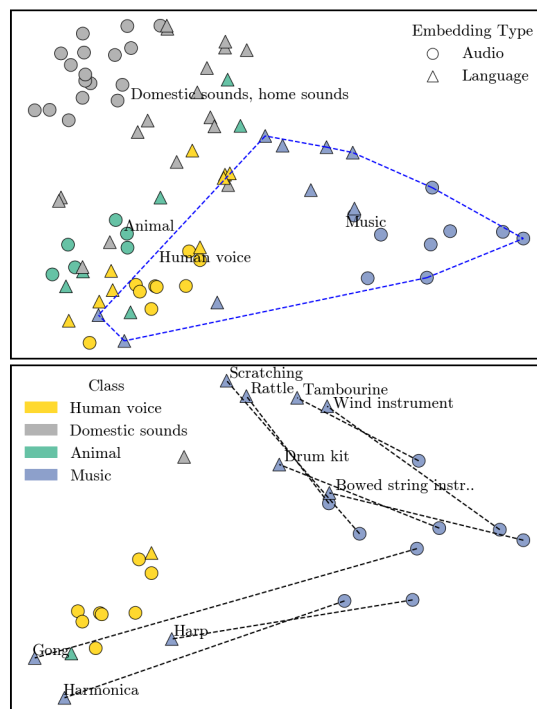 Embedding Type
Audio
Language
Domestic sounds, home sounds
Animal
Music
Human voice
Class
Human voice
Domestic sounds
Animal
Music
Scratching
Rattle
Tambourine
Wind instrument
Drum kit
Bowed string instr..
Gong
Harp
Harmonica